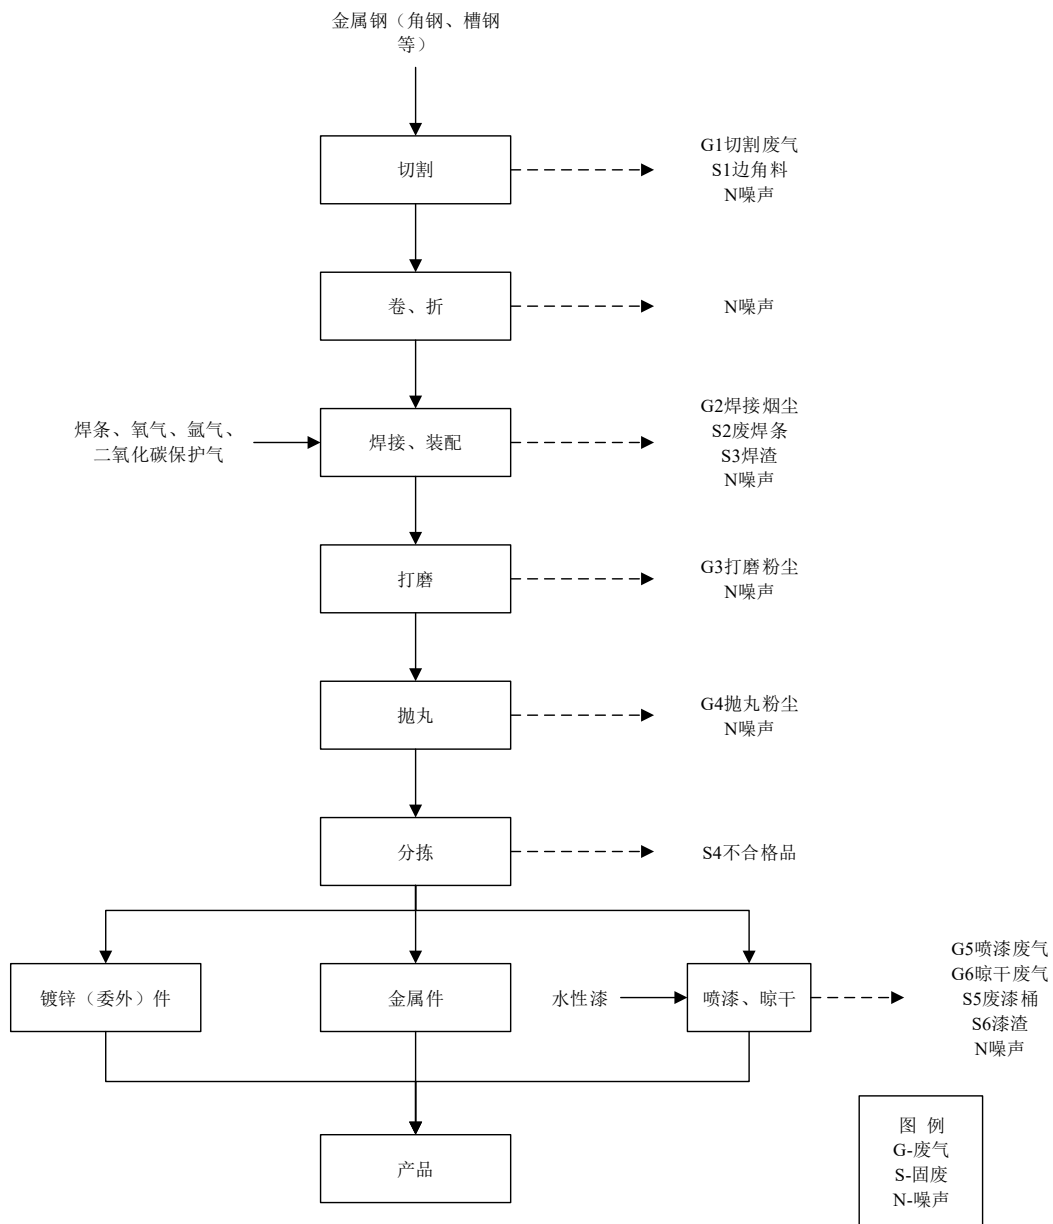 金属钢（角钢、槽钢
等）
切割
G1切割废气
S1边角料
N噪声
卷、折
N噪声
焊条、氧气、氩气、
二氧化碳保护气
焊接、装配
G2焊接烟尘
S2废焊条
S3焊渣
N噪声
打磨
G3打磨粉尘
N噪声
抛丸
G4抛丸粉尘
N噪声
分拣
S4不合格品
镀锌（委外）件
金属件
水性漆
喷漆、晾干
G5喷漆废气
G6晾干废气
S5废漆桶
S6漆渣
N噪声
产品
图 例
G-废气
S-固废
N-噪声